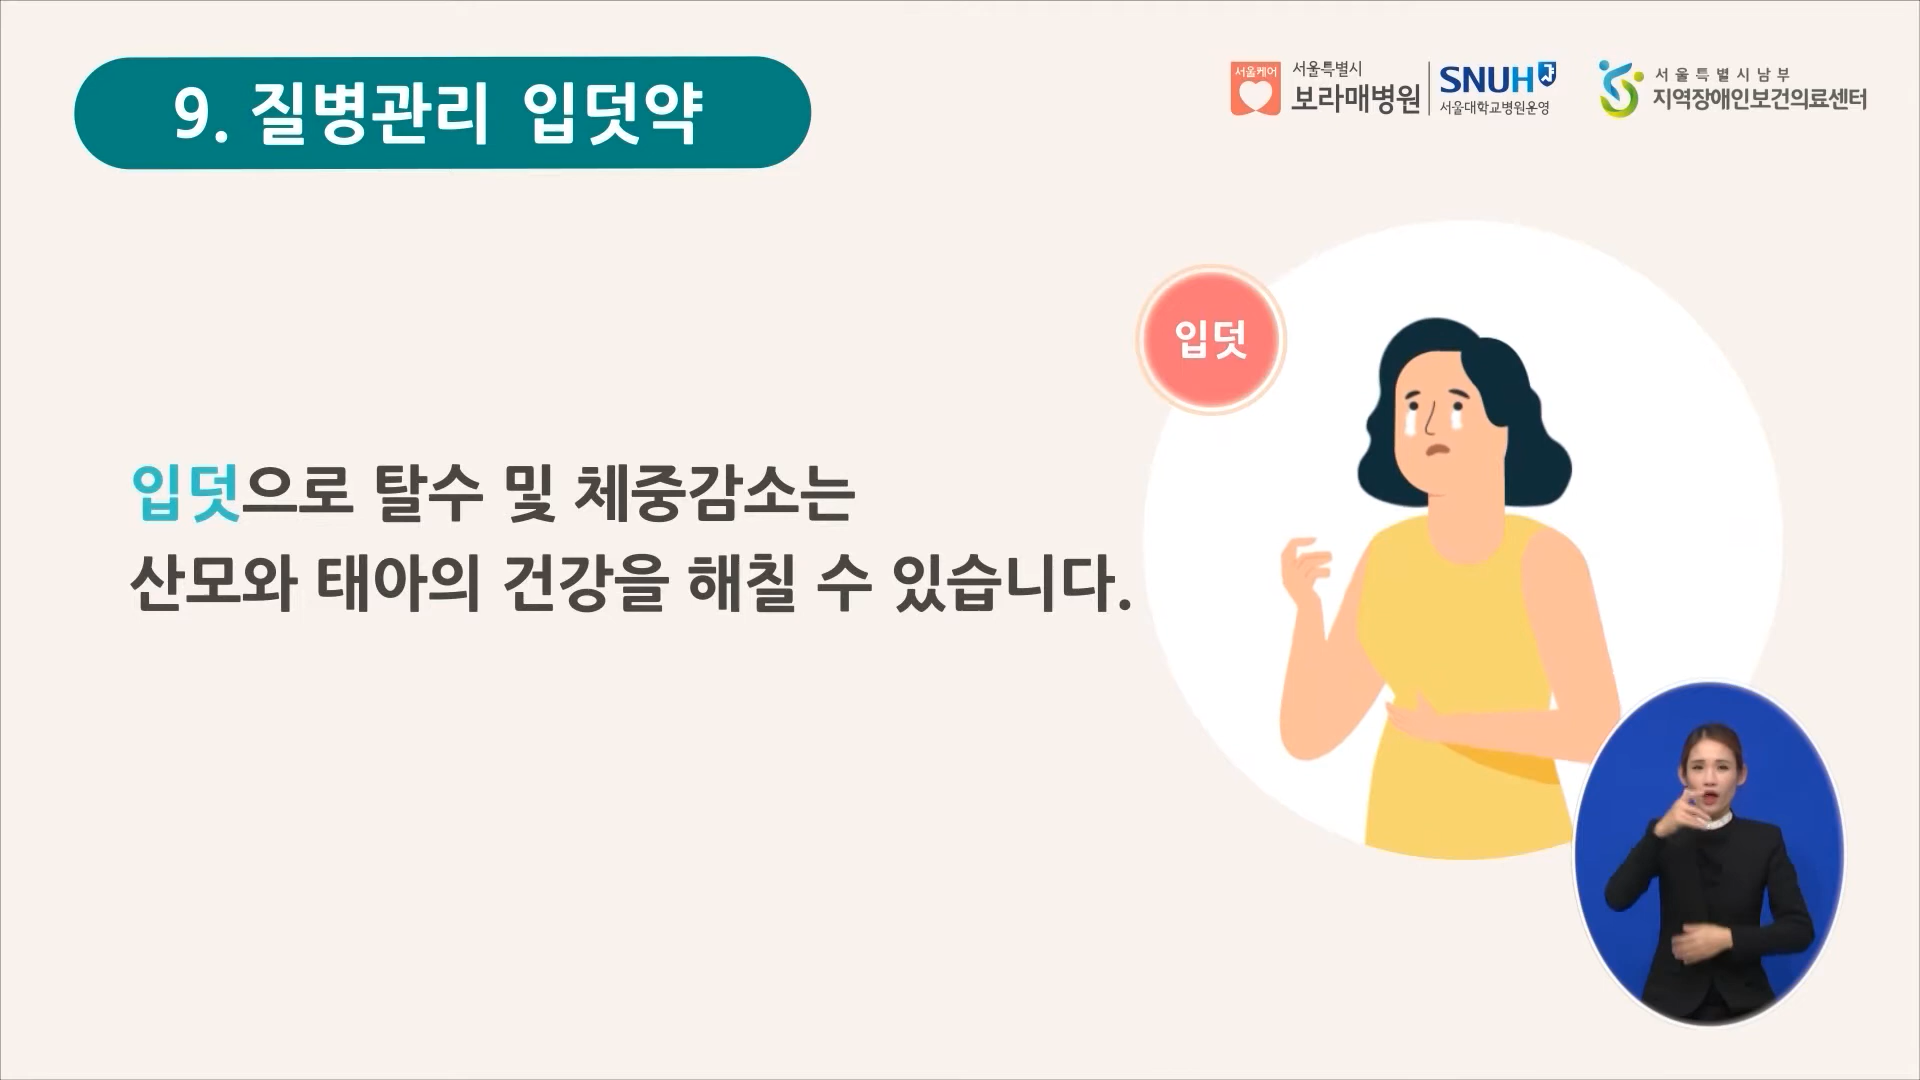 9. 질병관리 입덧약
서울케어
서울특별시
보라매병원
SNUH
서울대학교병원운영
서울특별시남부
지역장애인보건의료센터
입덧
입덧으로 탈수 및 체중감소는
산모와 태아의 건강을 해칠 수 있습니다.